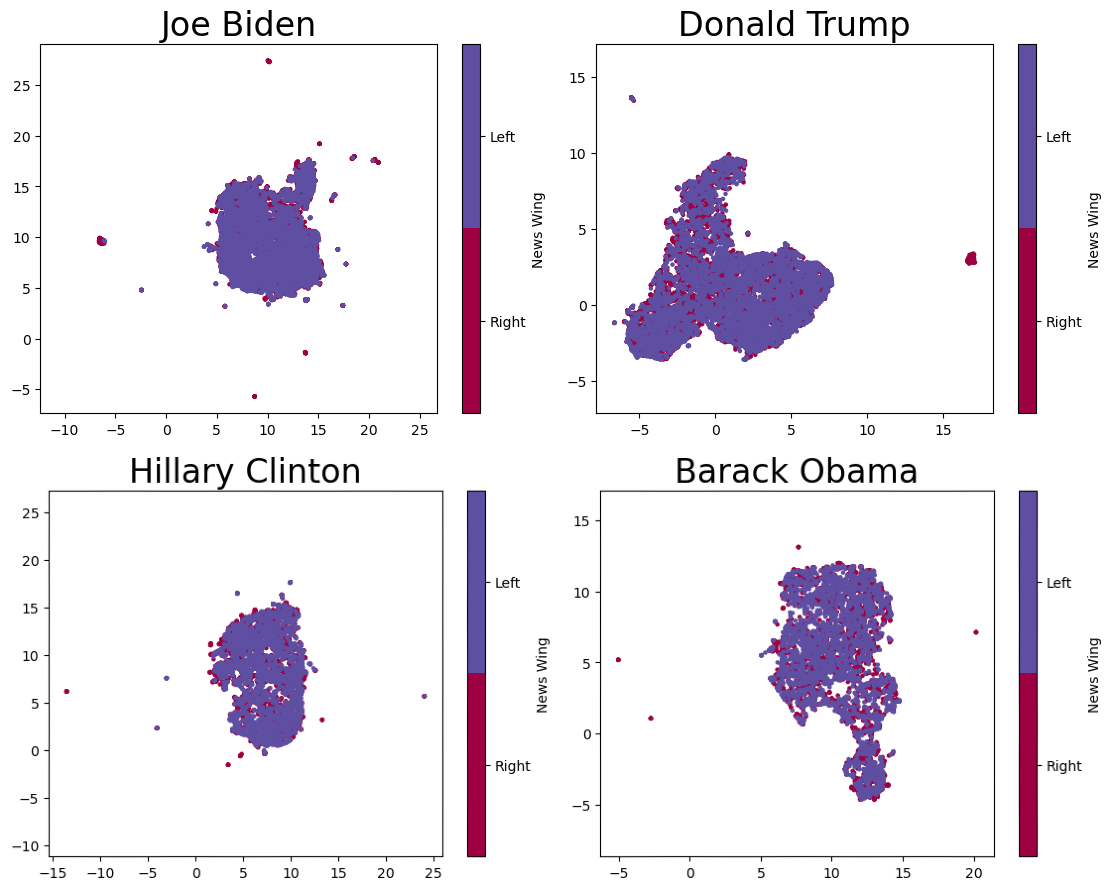 Joe Biden
25
20
15
10
5
0
−5
−10 −5 0 5 10 15 20 25
Left
Right
News Wing
Donald Trump
15
10
5
0
−5
−5 0 5 10 15
Left
Right
News Wing
Hillary Clinton
25
20
15
10
5
0
−5
−10
−15 −10 −5 0 5 10 15 20 25
Left
Right
News Wing
Barack Obama
15
10
5
0
−5
−5 0 5 10 15 20
Left
Right
News Wing